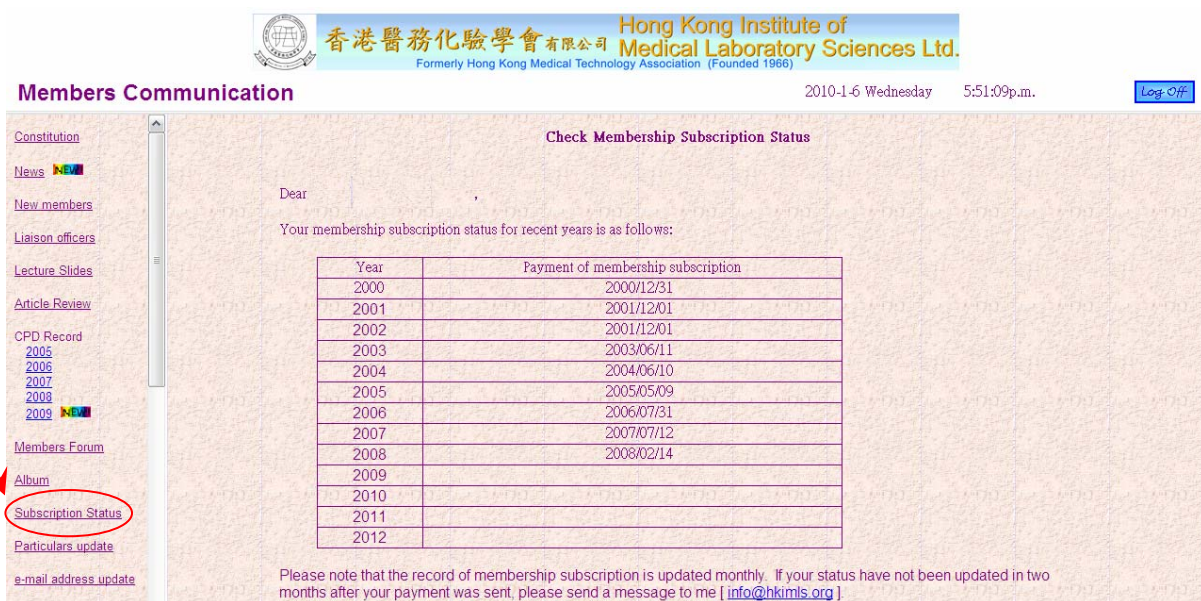 香港醫務化驗學會有限公司
Hong Kong Institute of
Medical Laboratory Sciences Ltd.
Formerly Hong Kong Medical Technology Association (Founded 1966)
Members Communication
2010-1-6 Wednesday 5:51:09p.m.
Log Off
Constitution
News NEW!
New members
Liaison officers
Lecture Slides
Article Review
CPD Record
2005
2006
2007
2008
2009 NEW!
Members Forum
Album
Subscription Status
Particulars update
e-mail address update
Check Membership Subscription Status
Dear ,
Your membership subscription status for recent years is as follows:
Year Payment of membership subscription
2000 2000/12/31
2001 2001/12/01
2002 2001/12/01
2003 2003/06/11
2004 2004/06/10
2005 2005/05/09
2006 2006/07/31
2007 2007/07/12
2008 2008/02/14
2009
2010
2011
2012
Please note that the record of membership subscription is updated monthly. If your status have not been updated in two
months after your payment was sent, please send a message to me [ info@hkimls.org ].